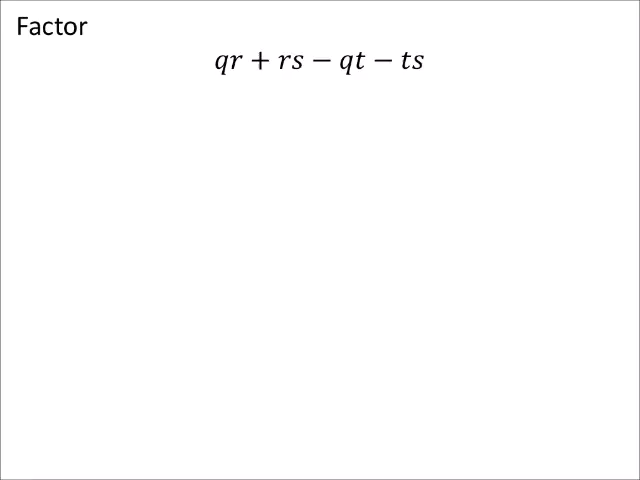 Factor
𝑞𝑟 + 𝑟𝑠 − 𝑞𝑡 − 𝑡𝑠